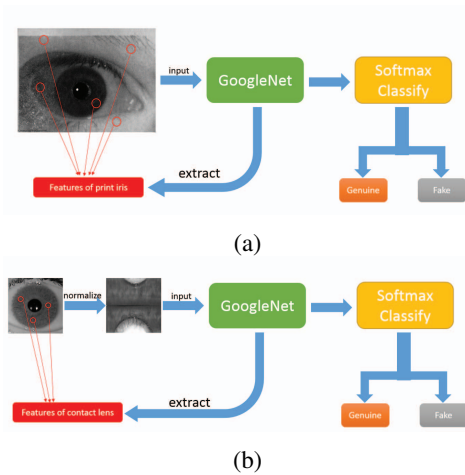 input
GoogleNet
Softmax
Classify
extract
Features of print iris
Genuine
Fake
(a)
normalize
input
GoogleNet
Softmax
Classify
extract
Features of contact lens
Genuine
Fake
(b)